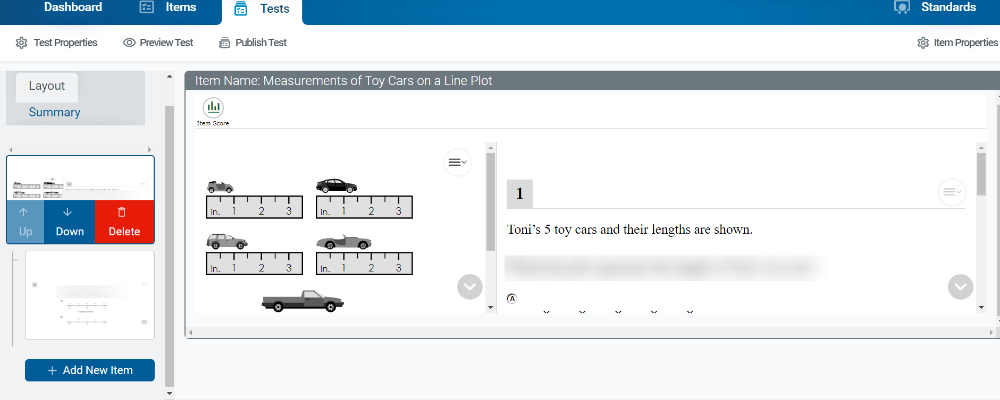 Dashboard Items Tests Standards
Test Properties Preview Test Publish Test Item Properties
Layout
Summary
Up Down Delete
+ Add New Item
Item Name: Measurements of Toy Cars on a Line Plot
Item Score
in. 1 2 3
in. 1 2 3
in. 1 2 3
in. 1 2 3
1
Toni’s 5 toy cars and their lengths are shown.
A